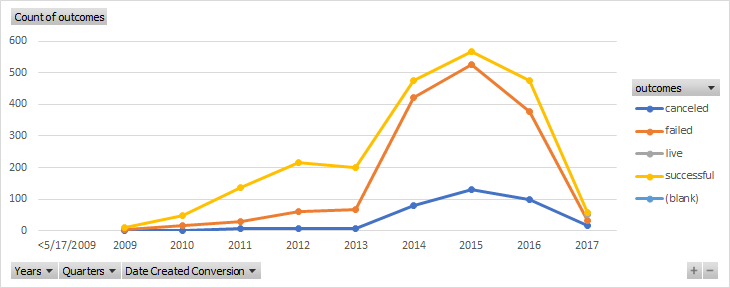 Count of outcomes
600
500
400
300
200
100
0
<5/17/2009 2009 2010 2011 2012 2013 2014 2015 2016 2017
outcomes
canceled
failed
live
successful
(blank)
Years Quarters Date Created Conversion
+ −